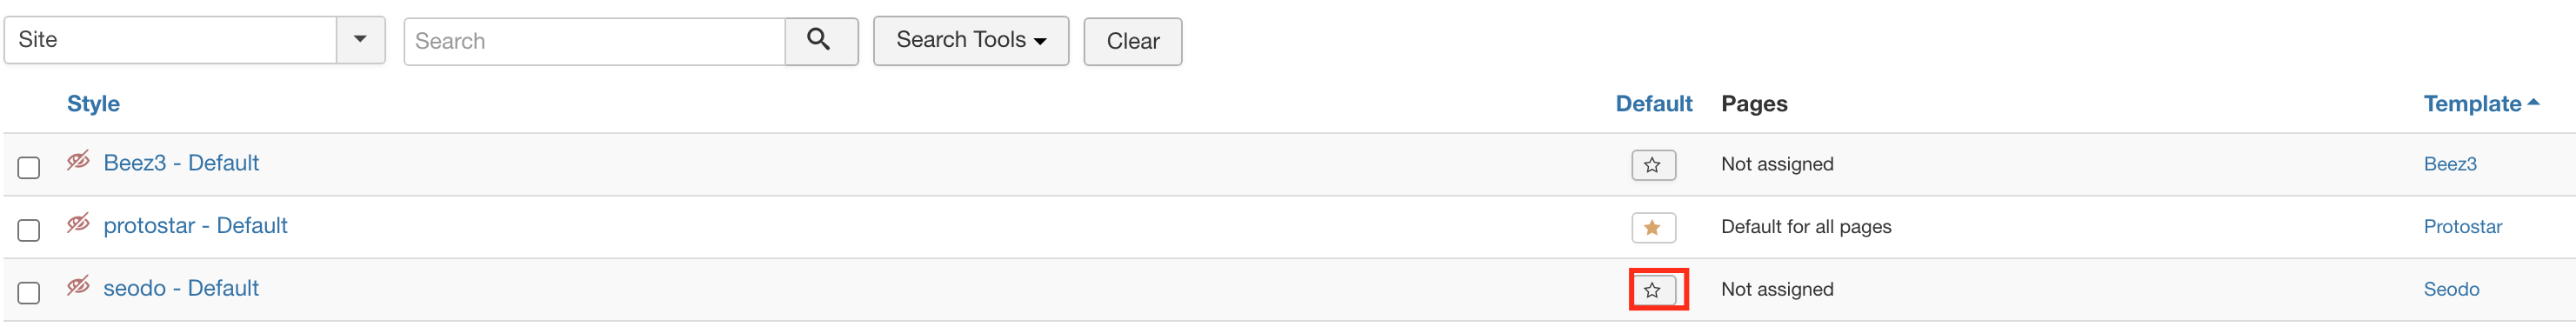 Site Search Search Tools Clear
Style Default Pages Template
Beez3 - Default Not assigned Beez3
protostar - Default Default for all pages Protostar
seodo - Default Not assigned Seodo